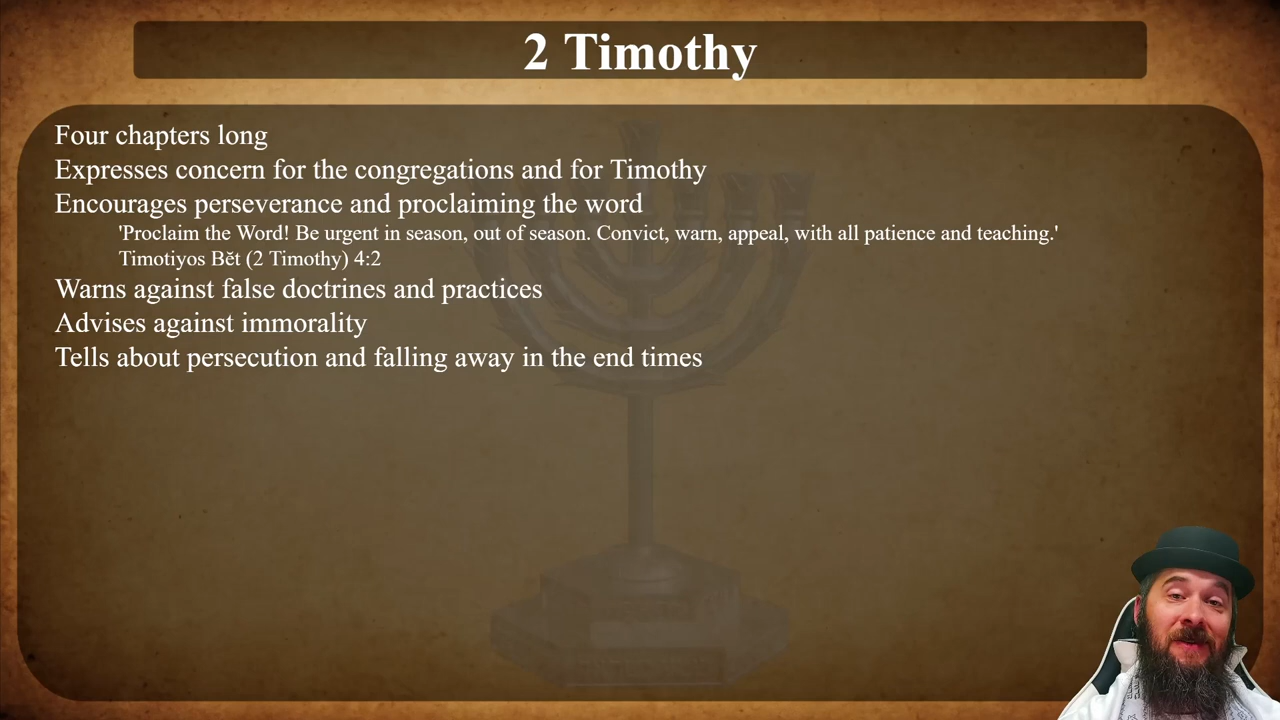 2 Timothy
Four chapters long
Expresses concern for the congregations and for Timothy
Encourages perseverance and proclaiming the word
'Proclaim the Word! Be urgent in season, out of season. Convict, warn, appeal, with all patience and teaching.'
Timotiyos Bĕt (2 Timothy) 4:2
Warns against false doctrines and practices
Advises against immorality
Tells about persecution and falling away in the end times